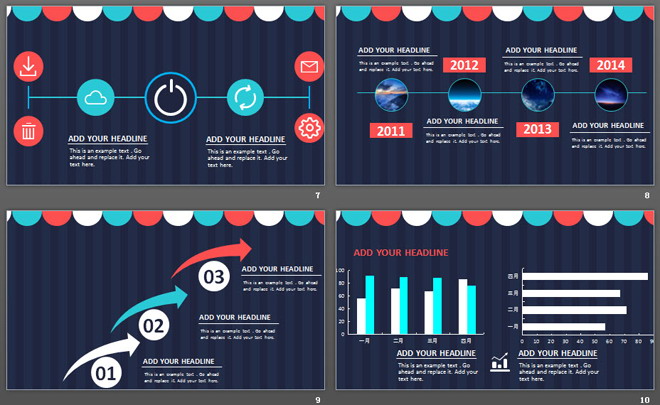 ADD YOUR HEADLINE
This is an example text . Go
ahead and replace it. Add your
text here.
ADD YOUR HEADLINE
This is an example text . Go
ahead and replace it. Add your
text here.
7
ADD YOUR HEADLINE
This is an example text . Go ahead
and replace it. Add your text here.
2012
ADD YOUR HEADLINE
This is an example text . Go ahead
and replace it. Add your text here.
2014
2011
ADD YOUR HEADLINE
This is an example text . Go ahead
and replace it. Add your text here.
2013
ADD YOUR HEADLINE
This is an example text . Go ahead
and replace it. Add your text here.
8
03
ADD YOUR HEADLINE
This is an example text . Go ahead
and replace it. Add your text here.
02
ADD YOUR HEADLINE
This is an example text . Go ahead
and replace it. Add your text here.
01
ADD YOUR HEADLINE
This is an example text . Go ahead
and replace it. Add your text here.
9
ADD YOUR HEADLINE
100
80
60
40
20
0
一月 二月 三月 四月
四月
三月
二月
一月
0 10 20 30 40 50 60 70 80
ADD YOUR HEADLINE
This is an example text . Go
ahead and replace it. Add your
text here.
ADD YOUR HEADLINE
This is an example text . Go
ahead and replace it. Add your
text here.
10